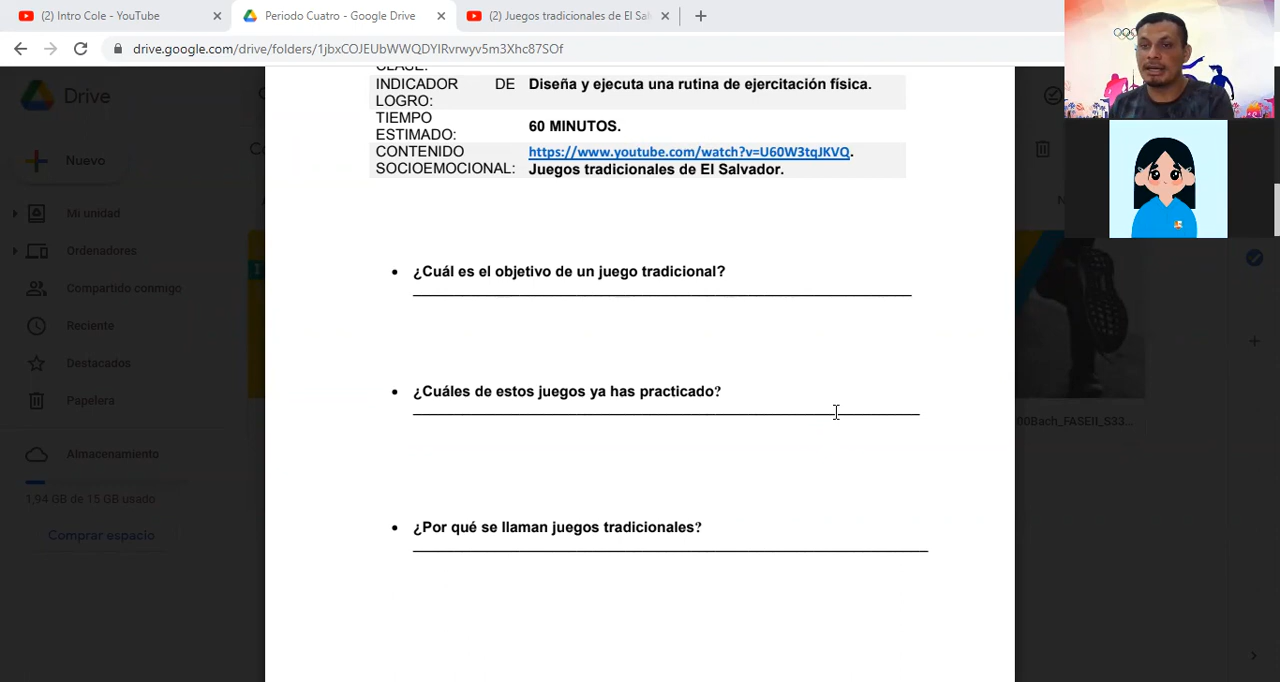 (2) Intro Cole - YouTube
Periodo Cuatro - Google Drive
(2) Juegos tradicionales de El Sal
drive.google.com/drive/folders/1jbxCOJEUbWWQDYIRvrwyv5m3Xhc87SOf
Drive
Nuevo
Mi unidad
Ordenadores
Compartido conmigo
Reciente
Destacados
Papelera
Almacenamiento
1,94 GB de 15 GB usado
Comprar espacio
CLASE:
INDICADOR DE LOGRO:
Diseña y ejecuta una rutina de ejercitación física.
TIEMPO ESTIMADO:
60 MINUTOS.
CONTENIDO SOCIOEMOCIONAL:
https://www.youtube.com/watch?v=U60W3tqJKVQ.
Juegos tradicionales de El Salvador.
• ¿Cuál es el objetivo de un juego tradicional?
• ¿Cuáles de estos juegos ya has practicado?
• ¿Por qué se llaman juegos tradicionales?
00Bach_FASEII_S33...